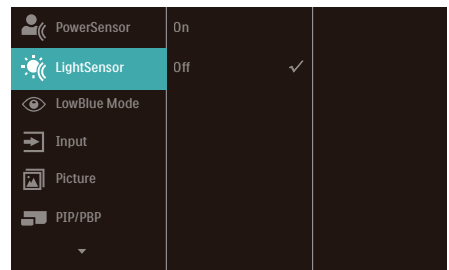 PowerSensor
On
LightSensor
Off
LowBlue Mode
Input
Picture
PIP/PBP